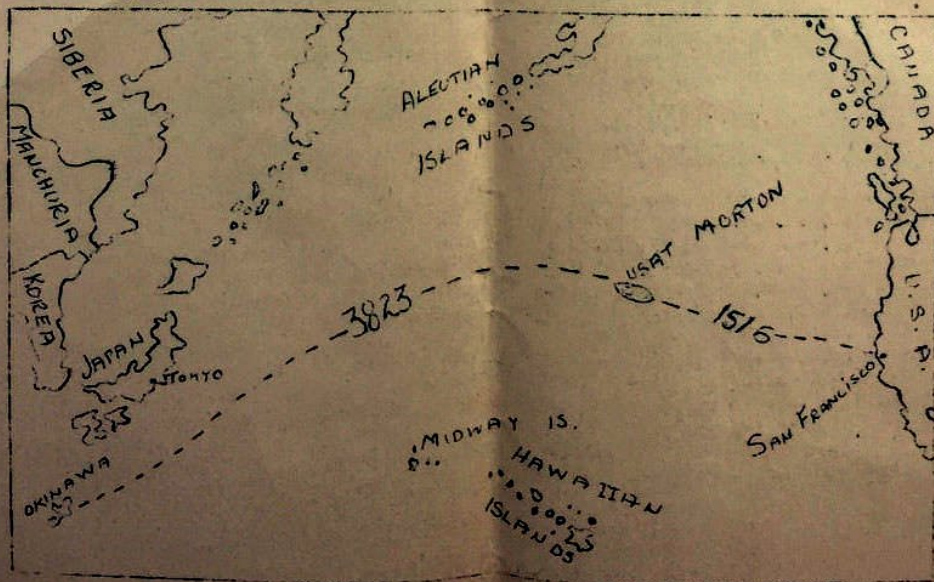 SIBERIA
MANCHURIA
KOREA
JAPAN
TOKYO
OKINAWA
ALEUTIAN
ISLANDS
3823
USAT MORTON
1516
MIDWAY IS.
HAWAIIAN
ISLANDS
CANADA
U.S.A.
SAN FRANCISCO